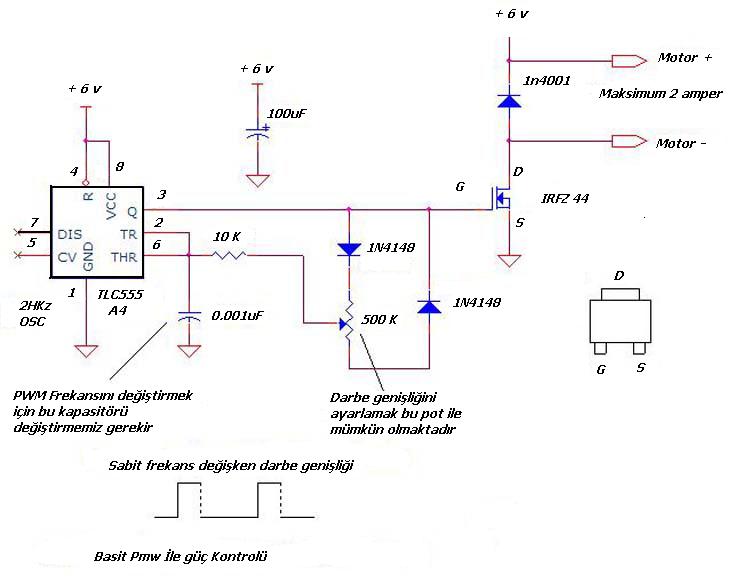 + 6 v
Motor +
1n4001
Maksimum 2 amper
Motor -
+ 6 v
100uF
+ 6 v
4
8
R
VCC
3
Q
G
D
IRFZ 44
S
7
DIS
2
TR
5
CV
GND
6
THR
10 K
1N4148
1
TLC555
A4
2HKz
OSC
0.001uF
500 K
1N4148
D
G
S
PWM Frekansını değiştirmek
için bu kapasitörü
değiştirmemiz gerekir
Darbe genişliğini
ayarlamak bu pot ile
mümkün olmaktadır
Sabit frekans değişken darbe genişliği
Basit Pmw İle güç Kontrolü